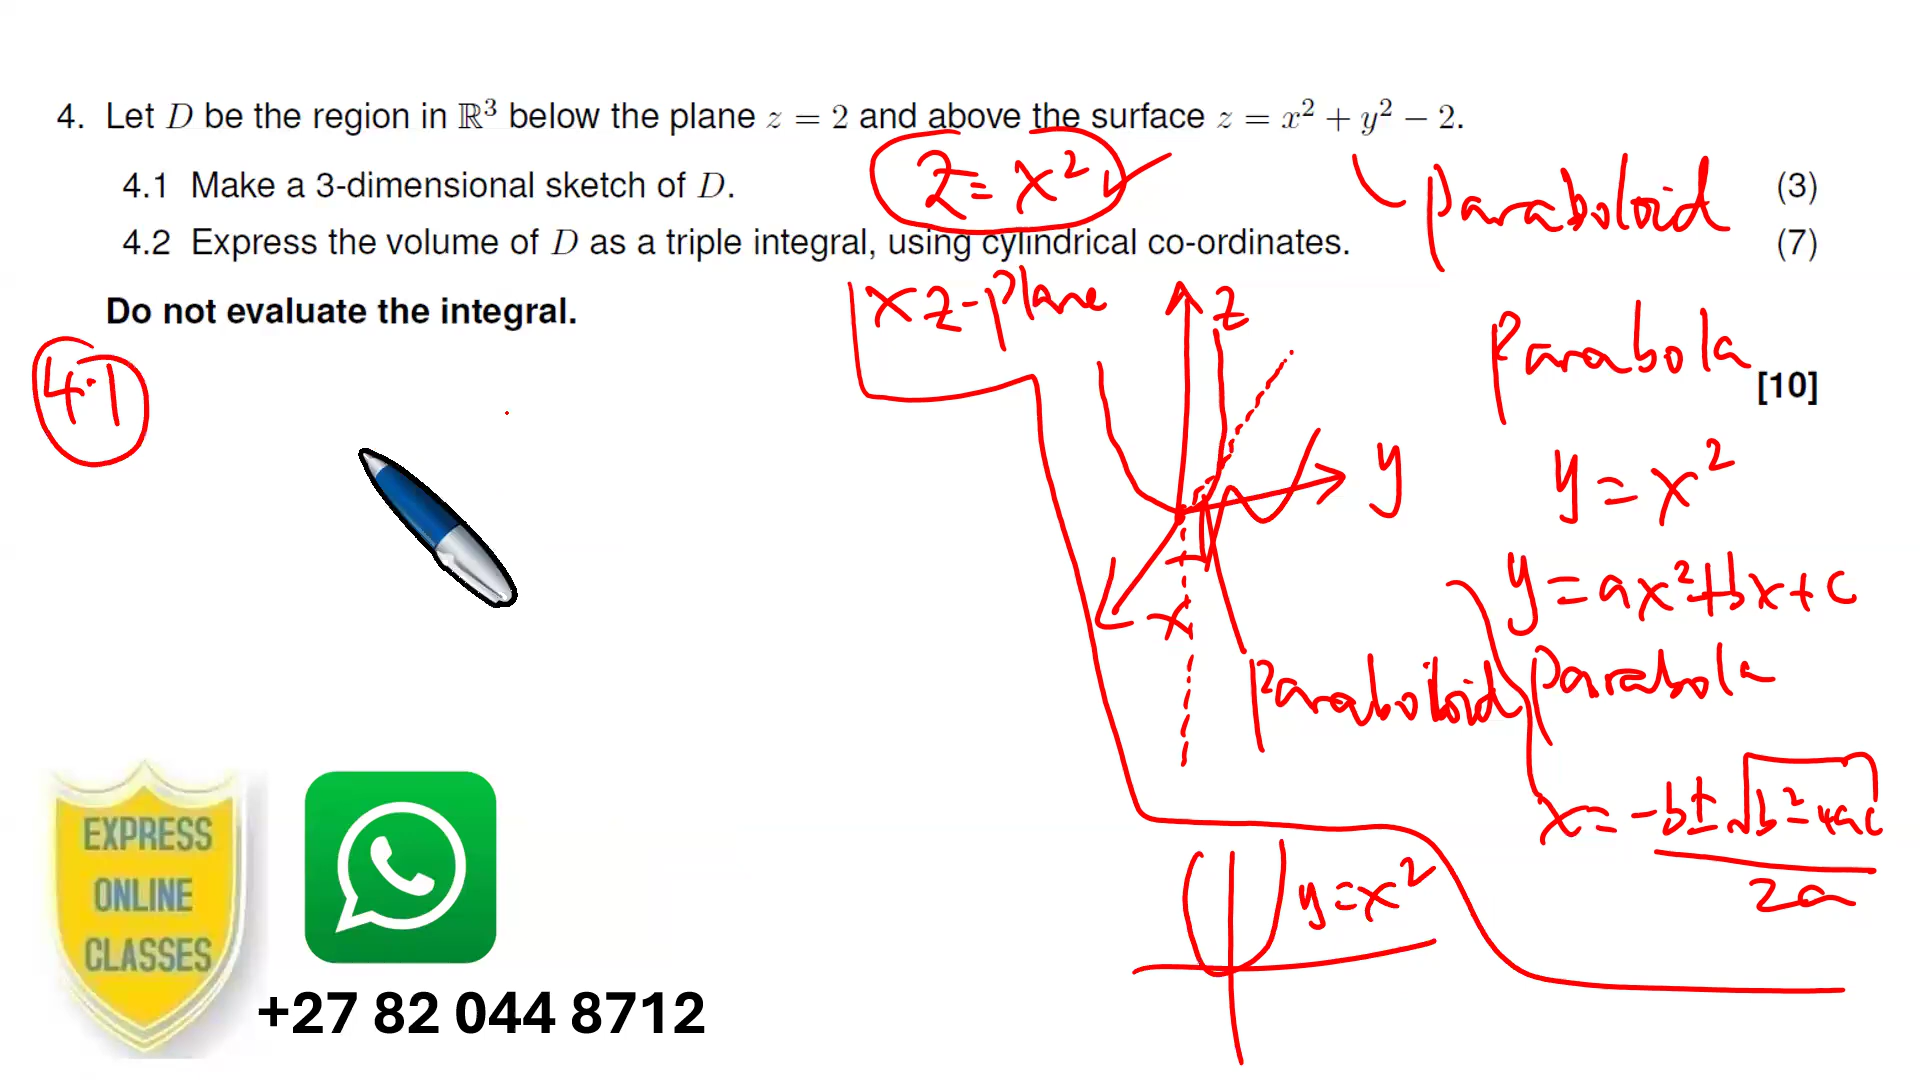 4. Let D be the region in ℝ³ below the plane z = 2 and above the surface z = x² + y² − 2.
4.1 Make a 3-dimensional sketch of D. (3)
z = x² ✓
Paraboloid
4.2 Express the volume of D as a triple integral, using cylindrical co-ordinates. (7)
Do not evaluate the integral.
xz-plane
z
Parabola
[10]
4.1
y
y = x²
y = ax²+bx+c
x
Paraboloid
Parabola
x = -b ± √b²-4ac
2a
y = x²
EXPRESS
ONLINE
CLASSES
+27 82 044 8712